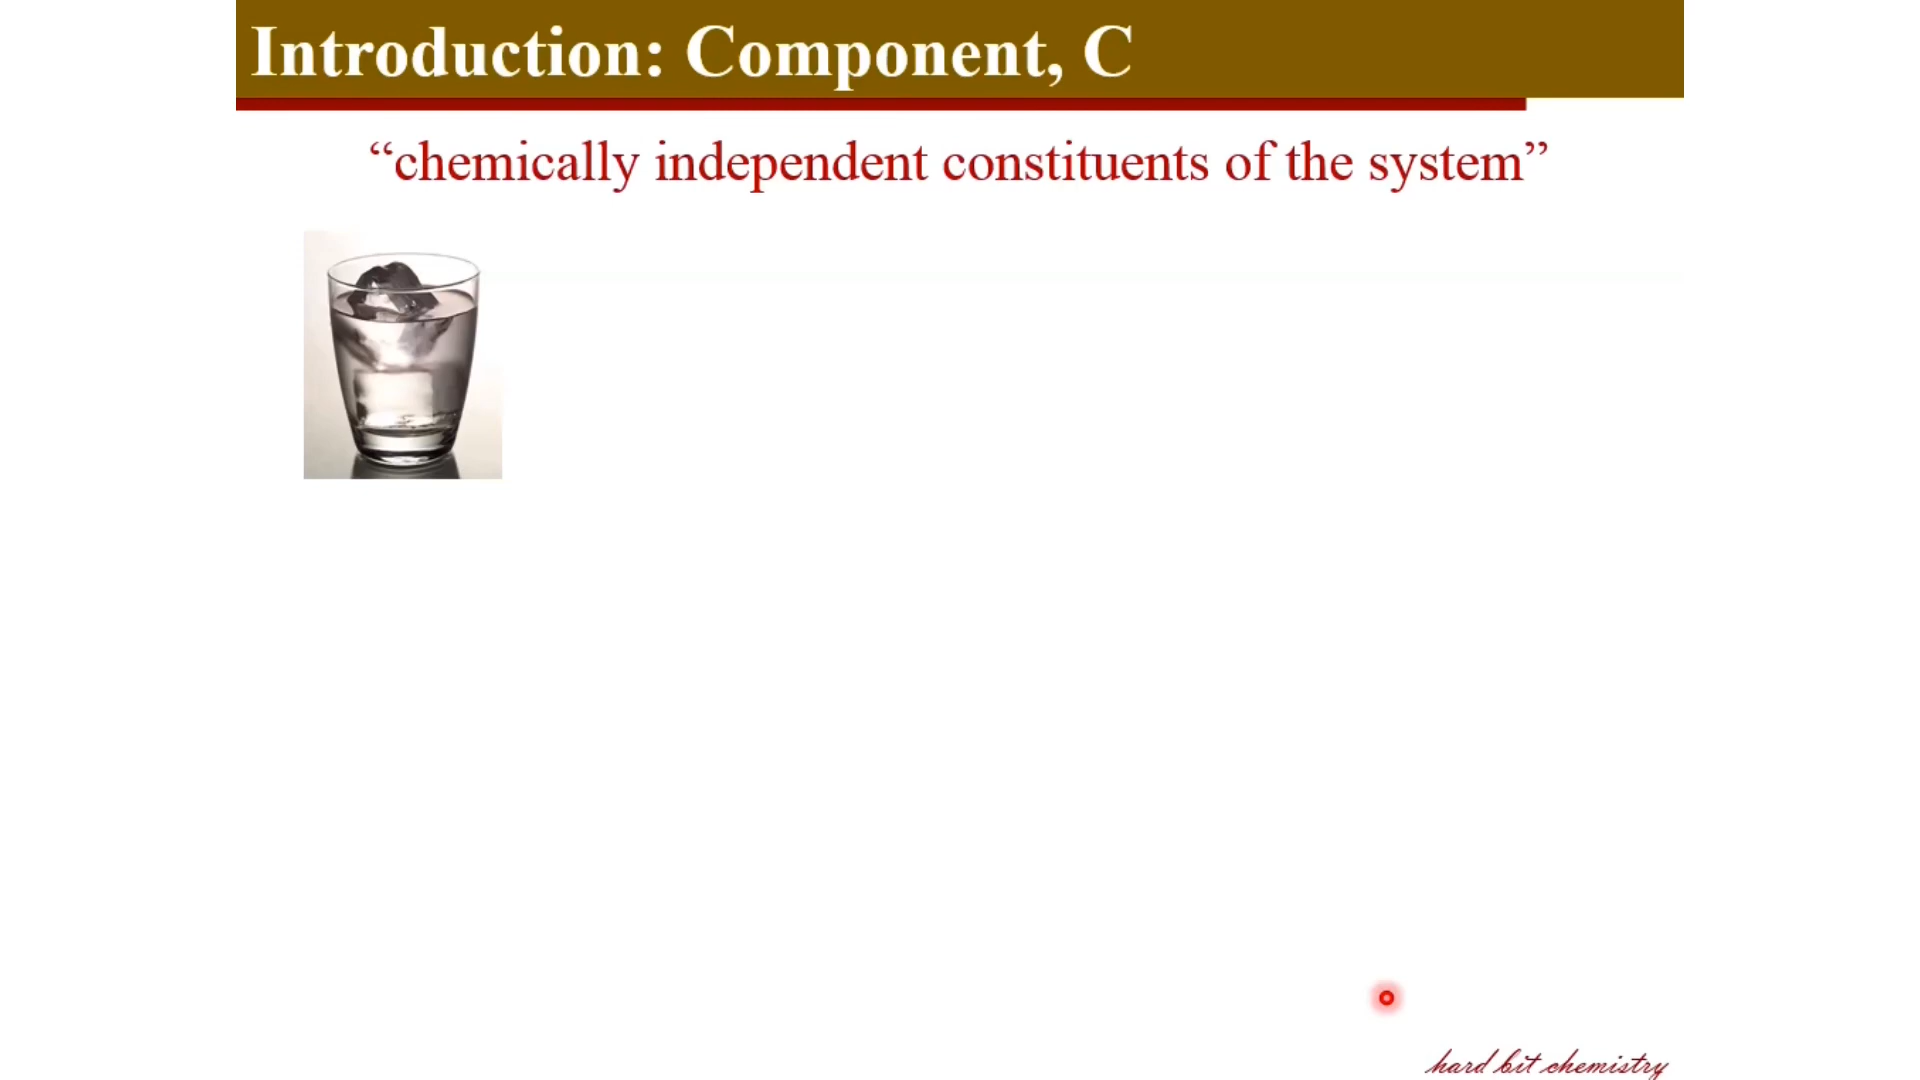 Introduction: Component, C
“chemically independent constituents of the system”
hard bit chemistry